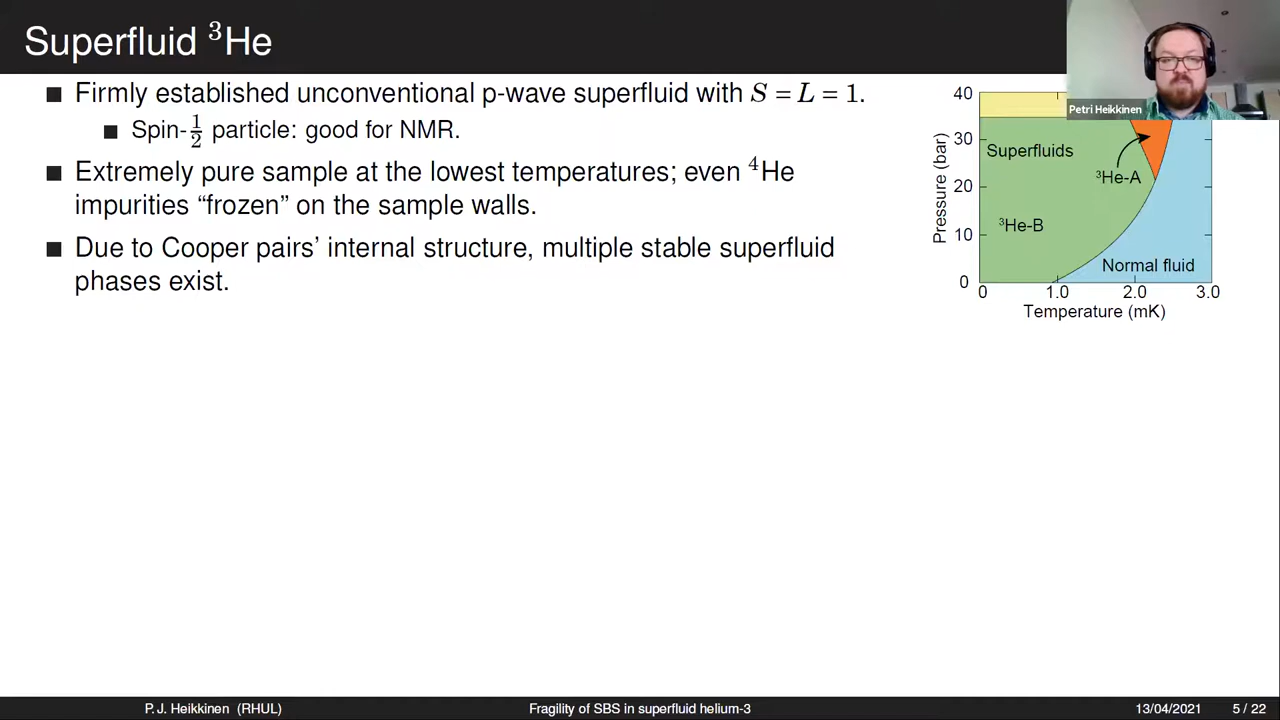 Superfluid ³He
■ Firmly established unconventional p-wave superfluid with S = L = 1.
■ Spin-½ particle: good for NMR.
■ Extremely pure sample at the lowest temperatures; even ⁴He
impurities “frozen” on the sample walls.
■ Due to Cooper pairs’ internal structure, multiple stable superfluid
phases exist.
Petri Heikkinen
40
30
20
10
0
Pressure (bar)
Superfluids
³He-A
³He-B
Normal fluid
0 1.0 2.0 3.0
Temperature (mK)
P. J. Heikkinen (RHUL) Fragility of SBS in superfluid helium-3 13/04/2021 5 / 22